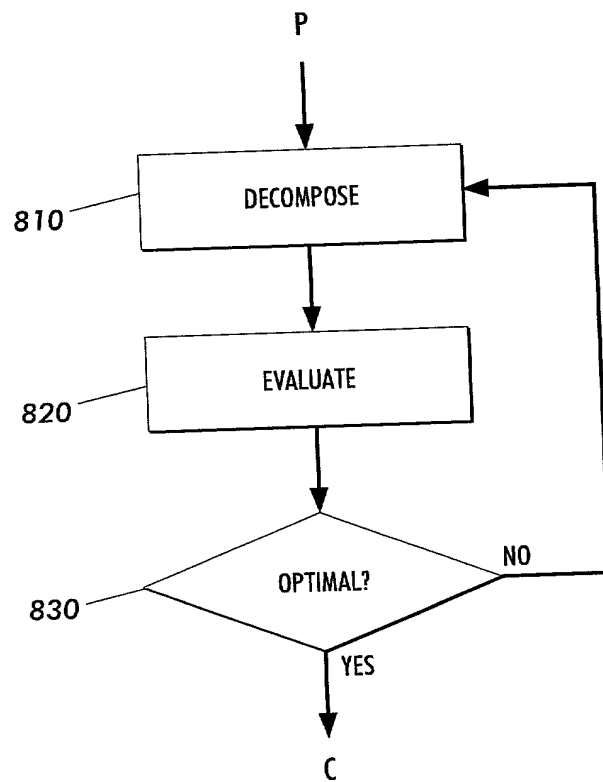 P
DECOMPOSE
810
EVALUATE
820
OPTIMAL?
NO
830
YES
C